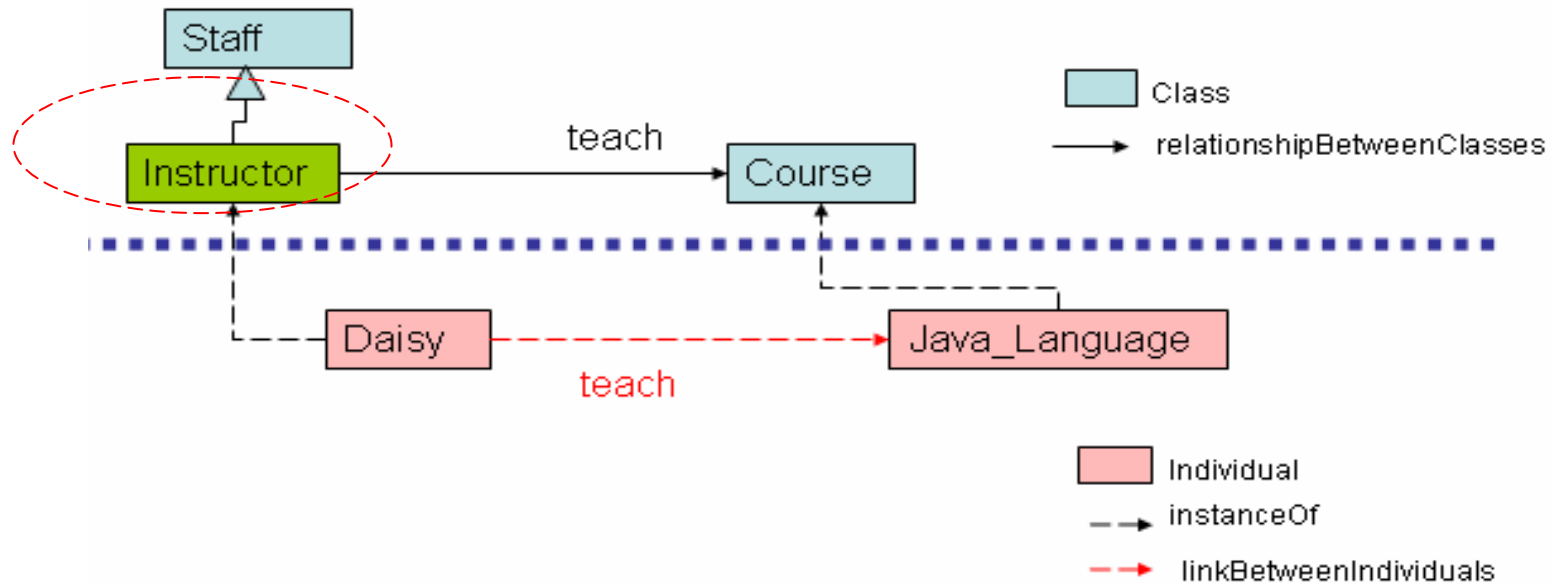 Staff
Class
teach
relationshipBetweenClasses
Instructor
Course
Daisy
Java_Language
teach
Individual
instanceOf
linkBetweenIndividuals